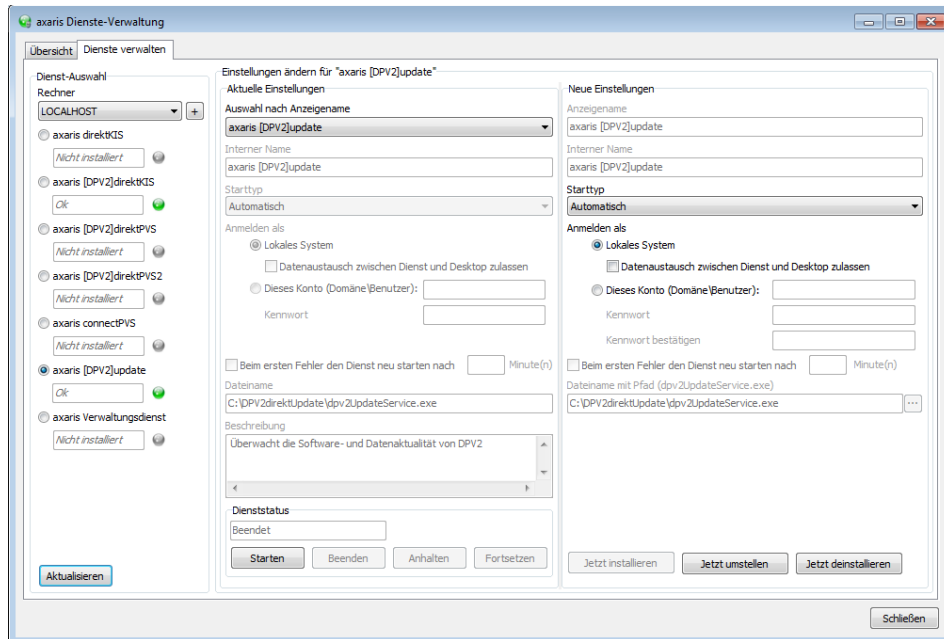 axaris Dienste-Verwaltung
Übersicht
Dienste verwalten
Dienst-Auswahl
Rechner
LOCALHOST
+
axaris direktKIS
Nicht installiert
axaris [DPV2]direktKIS
Ok
axaris [DPV2]direktPVS
Nicht installiert
axaris [DPV2]direktPVS2
Nicht installiert
axaris connectPVS
Nicht installiert
axaris [DPV2]update
Ok
axaris Verwaltungsdienst
Nicht installiert
Aktualisieren
Einstellungen ändern für "axaris [DPV2]update"
Aktuelle Einstellungen
Auswahl nach Anzeigename
axaris [DPV2]update
Interner Name
axaris [DPV2]update
Starttyp
Automatisch
Anmelden als
Lokales System
Datenaustausch zwischen Dienst und Desktop zulassen
Dieses Konto (Domäne\Benutzer):
Kennwort
Beim ersten Fehler den Dienst neu starten nach Minute(n)
Dateiname
C:\DPV2direktUpdate\dpv2UpdateService.exe
Beschreibung
Überwacht die Software- und Datenaktualität von DPV2
Dienststatus
Beendet
Starten Beenden Anhalten Fortsetzen
Neue Einstellungen
Anzeigename
axaris [DPV2]update
Interner Name
axaris [DPV2]update
Starttyp
Automatisch
Anmelden als
Lokales System
Datenaustausch zwischen Dienst und Desktop zulassen
Dieses Konto (Domäne\Benutzer):
Kennwort
Kennwort bestätigen
Beim ersten Fehler den Dienst neu starten nach Minute(n)
Dateiname mit Pfad (dpv2UpdateService.exe)
C:\DPV2direktUpdate\dpv2UpdateService.exe ...
Jetzt installieren Jetzt umstellen Jetzt deinstallieren
Schließen